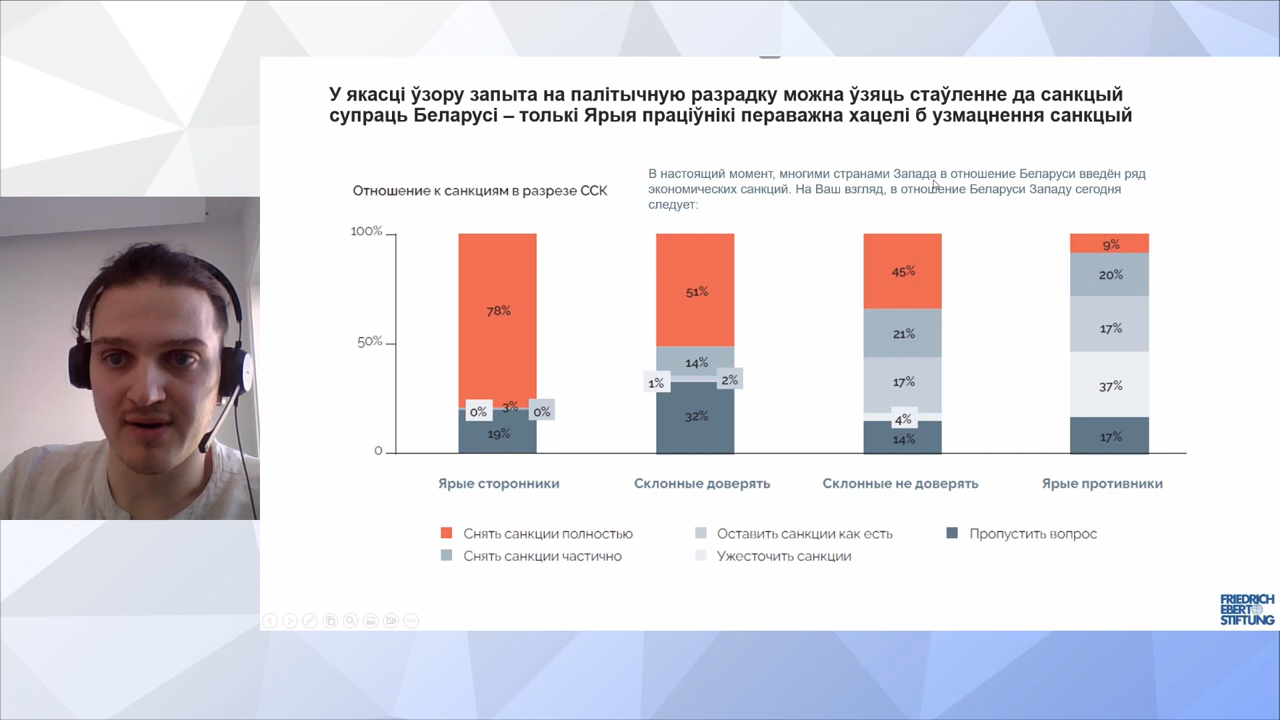 У якасці ўзору запыта на палітычную разрадку можна ўзяць стаўленне да санкцый
супраць Беларусі – толькі Ярыя праціўнікі пераважна хацелі б узмацнення санкцый
В настоящий момент, многими странами Запада в отношение Беларуси введён ряд
экономических санкций. На Ваш взгляд, в отношение Беларуси Западу сегодня
следует:
Отношение к санкциям в разрезе ССК
100%
50%
0
78%
0%
3%
0%
19%
51%
14%
1%
2%
32%
45%
21%
17%
4%
14%
9%
20%
17%
37%
17%
Ярые сторонники
Склонные доверять
Склонные не доверять
Ярые противники
Снять санкции полностью
Оставить санкции как есть
Пропустить вопрос
Снять санкции частично
Ужесточить санкции
FRIEDRICH
EBERT
STIFTUNG